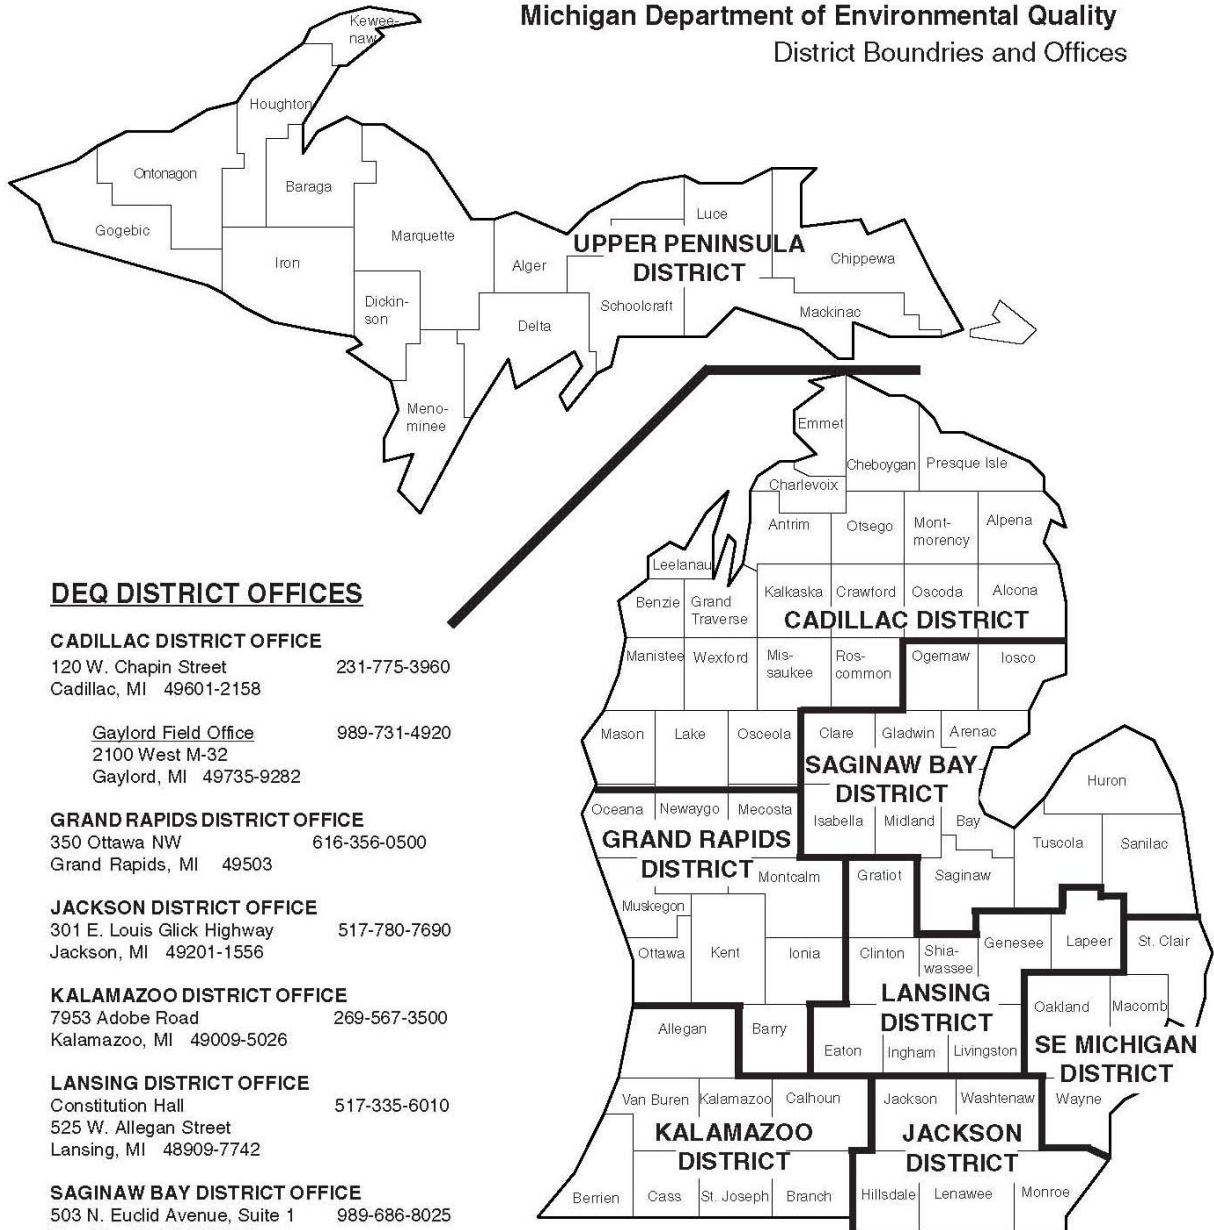 Michigan Department of Environmental Quality
District Boundries and Offices
Kewee-
naw
Houghton
Ontonagon
Baraga
Gogebic
Marquette
Iron
Luce
UPPER PENINSULA
DISTRICT
Alger
Chippewa
Dickin-
son
Delta
Schoolcraft
Mackinac
Meno-
minee
Emmet
Cheboygan
Presque Isle
Charlevoix
Antrim
Otsego
Mont-
morency
Alpena
Leelanau
Benzie
Grand
Traverse
Kalkaska
Crawford
Oscoda
Alcona
CADILLAC DISTRICT
Manistee
Wexford
Mis-
saukee
Ros-
common
Ogemaw
Iosco
Mason
Lake
Osceola
Clare
Gladwin
Arenac
SAGINAW BAY
DISTRICT
Huron
Oceana
Newaygo
Mecosta
Isabella
Midland
Bay
GRAND RAPIDS
DISTRICT
Tuscola
Sanilac
Montcalm
Gratiot
Saginaw
Muskegon
Ottawa
Kent
Ionia
Clinton
Shia-
wassee
Genesee
Lapeer
St. Clair
LANSING
DISTRICT
Oakland
Macomb
Allegan
Barry
Eaton
Ingham
Livingston
SE MICHIGAN
DISTRICT
Van Buren
Kalamazoo
Calhoun
Jackson
Washtenaw
Wayne
KALAMAZOO
DISTRICT
JACKSON
DISTRICT
Berrien
Cass
St. Joseph
Branch
Hillsdale
Lenawee
Monroe
DEQ DISTRICT OFFICES
CADILLAC DISTRICT OFFICE
120 W. Chapin Street 231-775-3960
Cadillac, MI 49601-2158
Gaylord Field Office 989-731-4920
2100 West M-32
Gaylord, MI 49735-9282
GRAND RAPIDS DISTRICT OFFICE
350 Ottawa NW 616-356-0500
Grand Rapids, MI 49503
JACKSON DISTRICT OFFICE
301 E. Louis Glick Highway 517-780-7690
Jackson, MI 49201-1556
KALAMAZOO DISTRICT OFFICE
7953 Adobe Road 269-567-3500
Kalamazoo, MI 49009-5026
LANSING DISTRICT OFFICE
Constitution Hall 517-335-6010
525 W. Allegan Street
Lansing, MI 48909-7742
SAGINAW BAY DISTRICT OFFICE
503 N. Euclid Avenue, Suite 1 989-686-8025